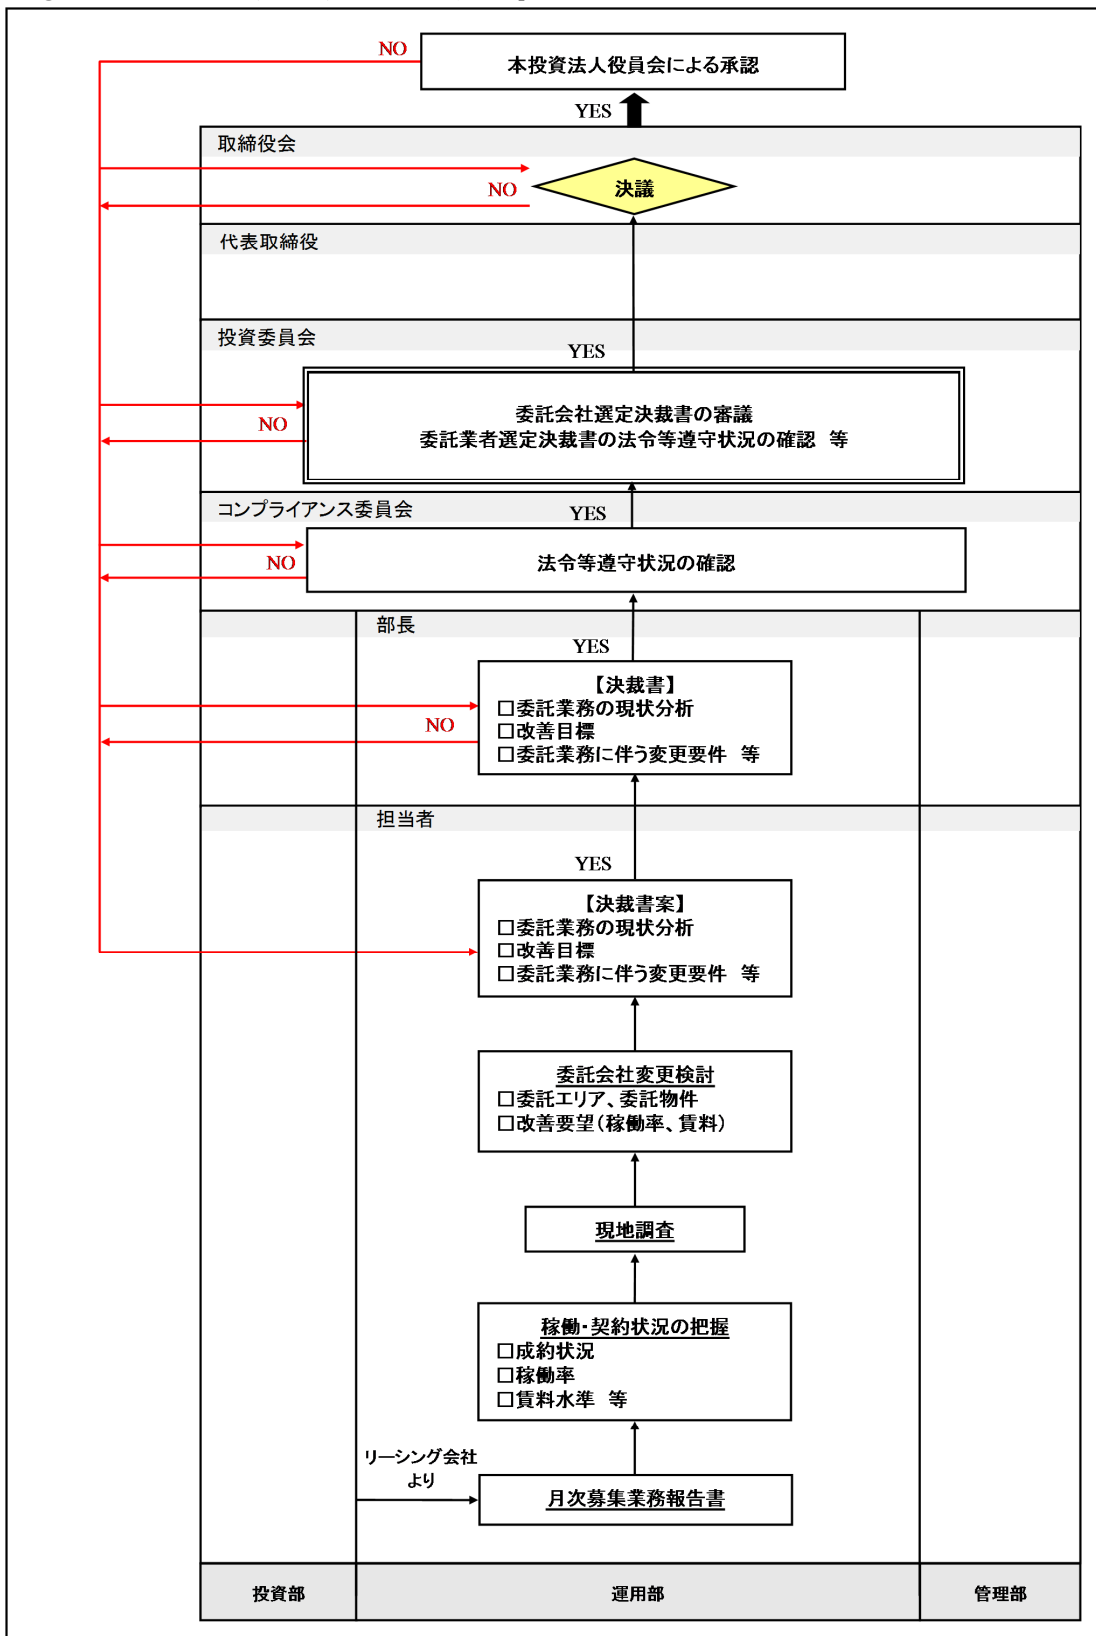 NO
本投資法人役員会による承認
YES
取締役会
NO
決議
代表取締役
投資委員会
YES
委託会社選定決裁書の審議
NO
委託業者選定決裁書の法令等遵守状況の確認 等
コンプライアンス委員会
YES
NO
法令等遵守状況の確認
部長
YES
【決裁書】
□委託業務の現状分析
NO
□改善目標
□委託業務に伴う変更要件 等
担当者
YES
【決裁書案】
□委託業務の現状分析
□改善目標
□委託業務に伴う変更要件 等
委託会社変更検討
□委託エリア、委託物件
□改善要望(稼働率、賃料)
現地調査
稼働・契約状況の把握
□成約状況
□稼働率
□賃料水準 等
リーシング会社
より
月次募集業務報告書
投資部
運用部
管理部